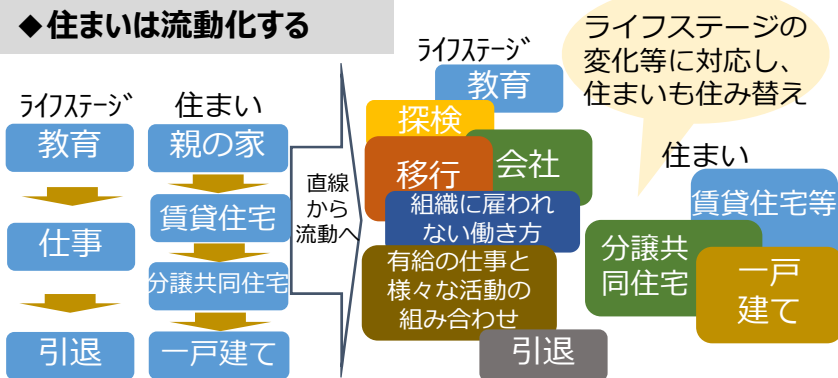 ◆住まいは流動化する
ﾗｲﾌｽﾃｰｼﾞ
教育
仕事
引退
住まい
親の家
賃貸住宅
分譲共同住宅
一戸建て
直線
から
流動へ
ﾗｲﾌｽﾃｰｼﾞ
教育
探検
会社
移行
組織に雇われ
ない働き方
有給の仕事と
様々な活動の
組み合わせ
引退
ライフステージの
変化等に対応し、
住まいも住み替え
住まい
賃貸住宅等
分譲共
同住宅
一戸
建て